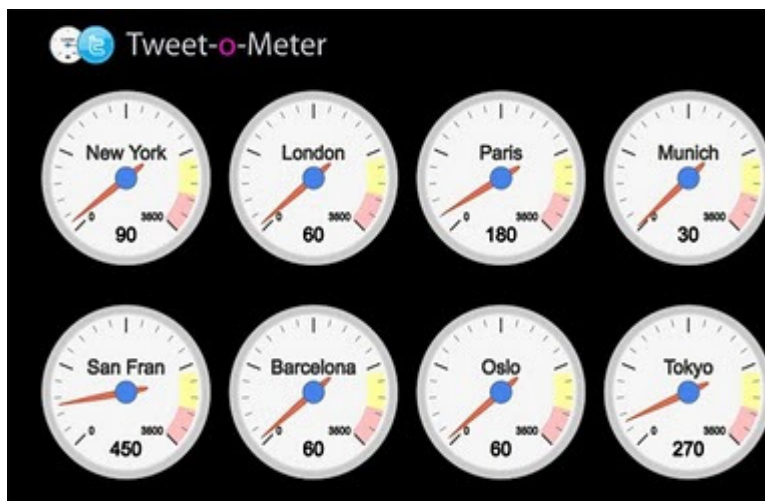 Tweet-o-Meter
New York
0 3600
90
London
0 3600
60
Paris
0 3600
180
Munich
0 3600
30
San Fran
0 3600
450
Barcelona
0 3600
60
Oslo
0 3600
60
Tokyo
0 3600
270